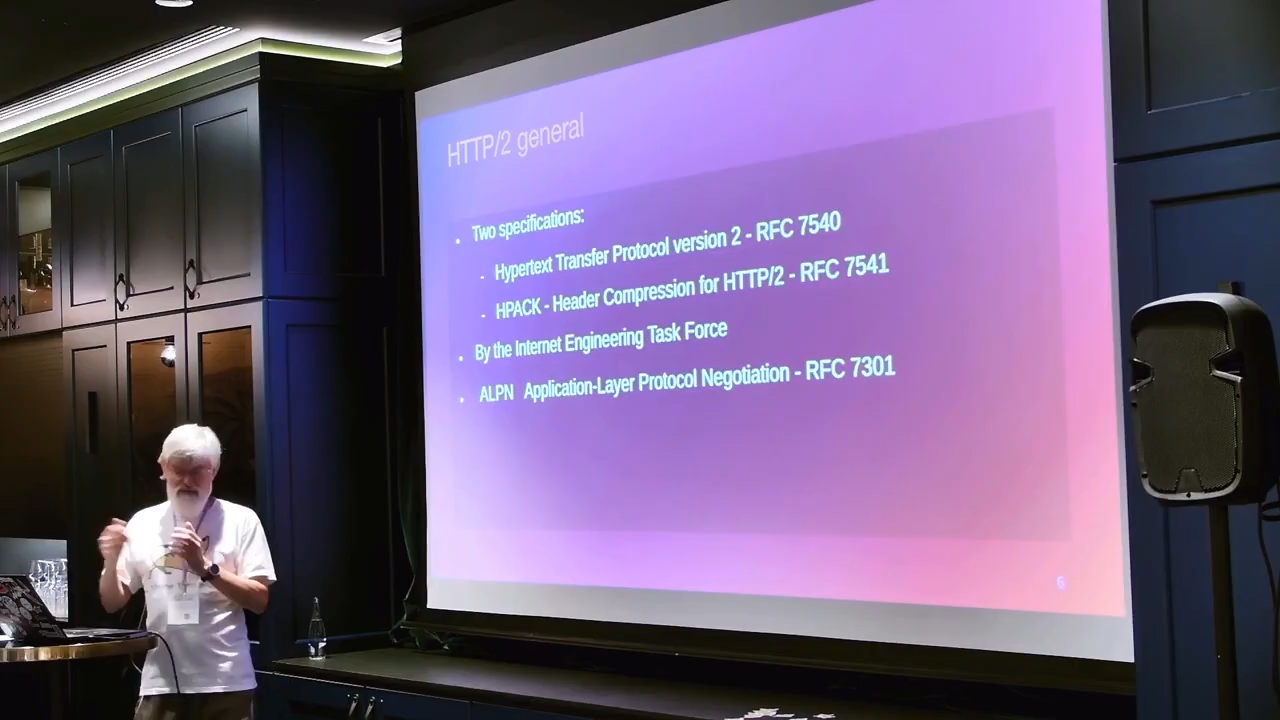 HTTP/2 general
Two specifications:
Hypertext Transfer Protocol version 2 - RFC 7540
HPACK - Header Compression for HTTP/2 - RFC 7541
By the Internet Engineering Task Force
ALPN Application-Layer Protocol Negotiation - RFC 7301
6